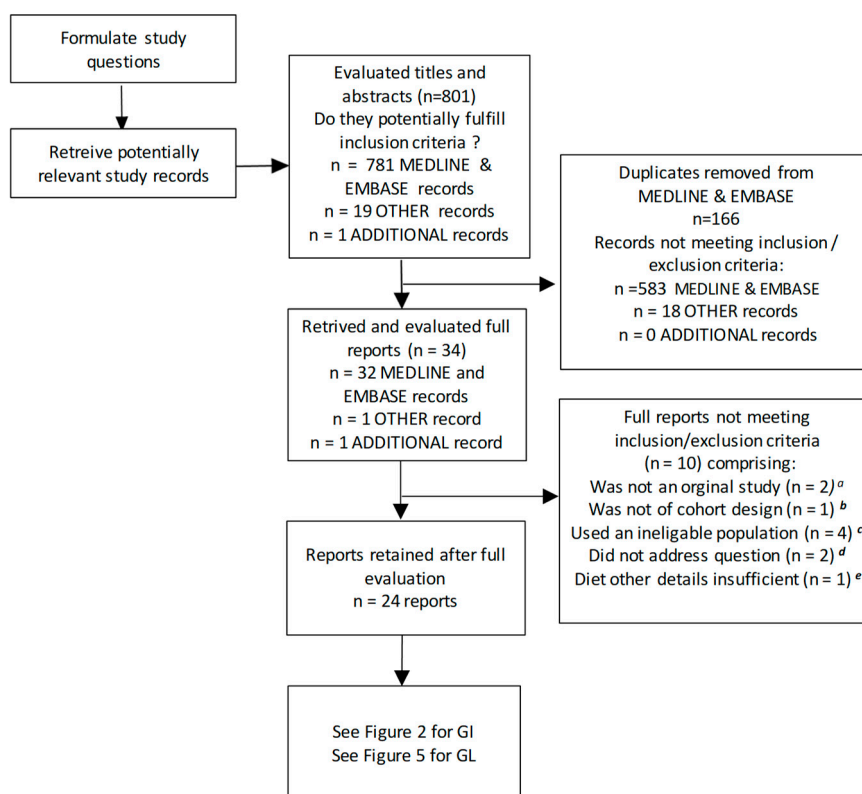 Formulate study
questions
Retreive potentially
relevant study records
Evaluated titles and
abstracts (n=801)
Do they potentially fulfill
inclusion criteria ?
n = 781 MEDLINE &
EMBASE records
n = 19 OTHER records
n = 1 ADDITIONAL records
Duplicates removed from
MEDLINE & EMBASE
n=166
Records not meeting inclusion /
exclusion criteria:
n =583 MEDLINE & EMBASE
n = 18 OTHER records
n = 0 ADDITIONAL records
Retrived and evaluated full
reports (n = 34)
n = 32 MEDLINE and
EMBASE records
n = 1 OTHER record
n = 1 ADDITIONAL record
Full reports not meeting
inclusion/exclusion criteria
(n = 10) comprising:
Was not an orginal study (n = 2) a
Was not of cohort design (n = 1) b
Used an ineligable population (n = 4) c
Did not address question (n = 2) d
Diet other details insufficient (n = 1) e
Reports retained after full
evaluation
n = 24 reports
See Figure 2 for GI
See Figure 5 for GL